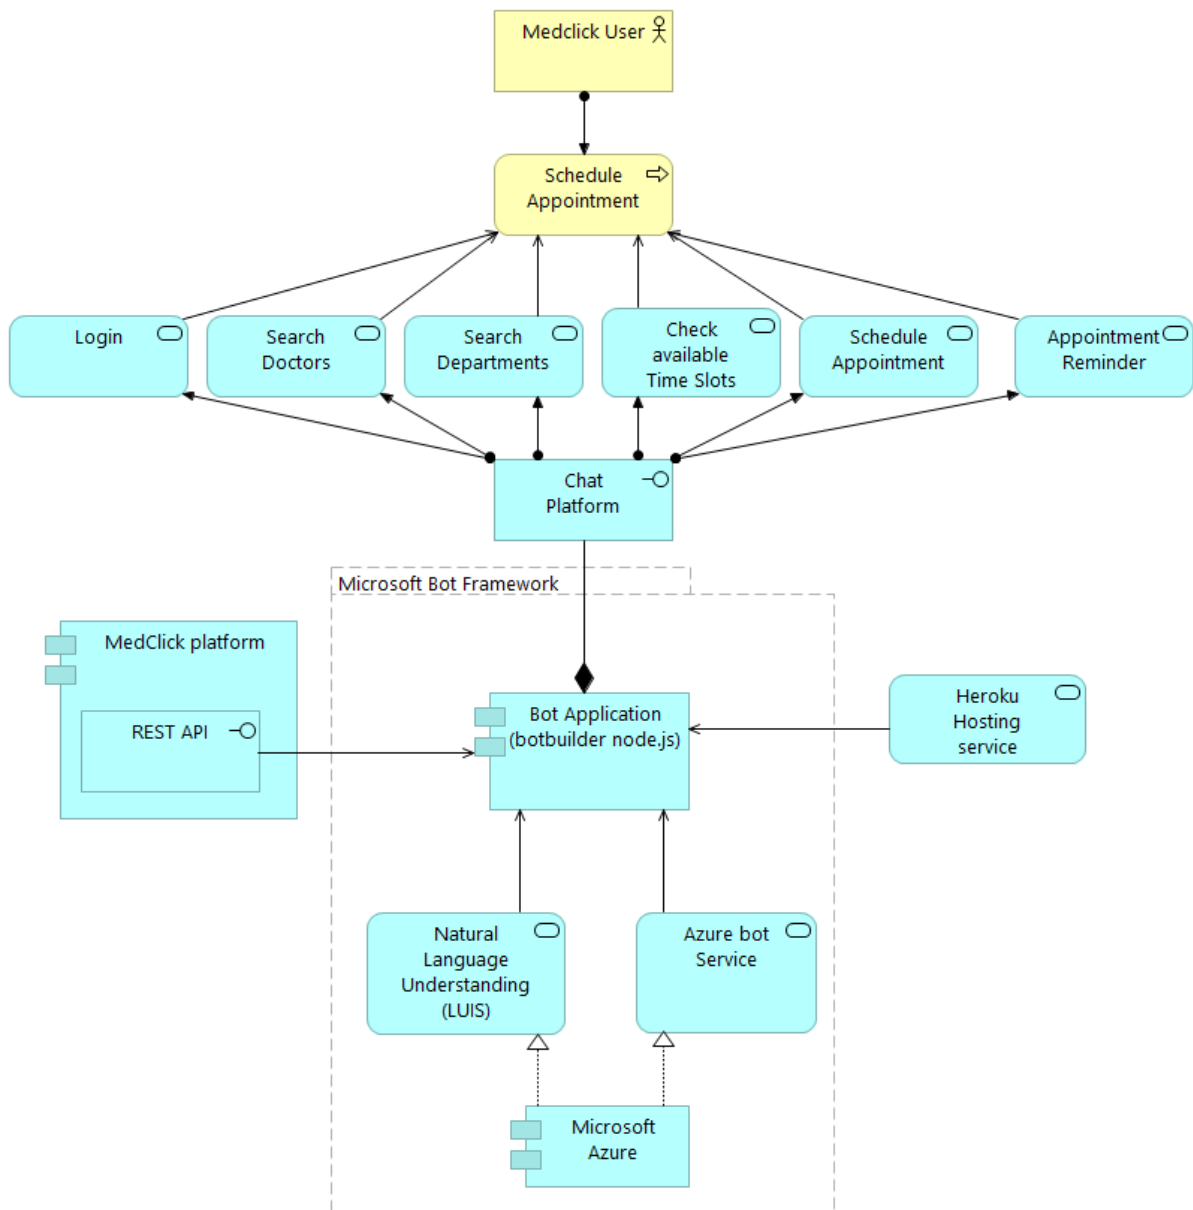 Medclick User
Schedule
Appointment
Login
Search
Doctors
Search
Departments
Check
available
Time Slots
Schedule
Appointment
Appointment
Reminder
Chat
Platform
Microsoft Bot Framework
MedClick platform
REST API
Bot Application
(botbuilder node.js)
Heroku
Hosting
service
Natural
Language
Understanding
(LUIS)
Azure bot
Service
Microsoft
Azure